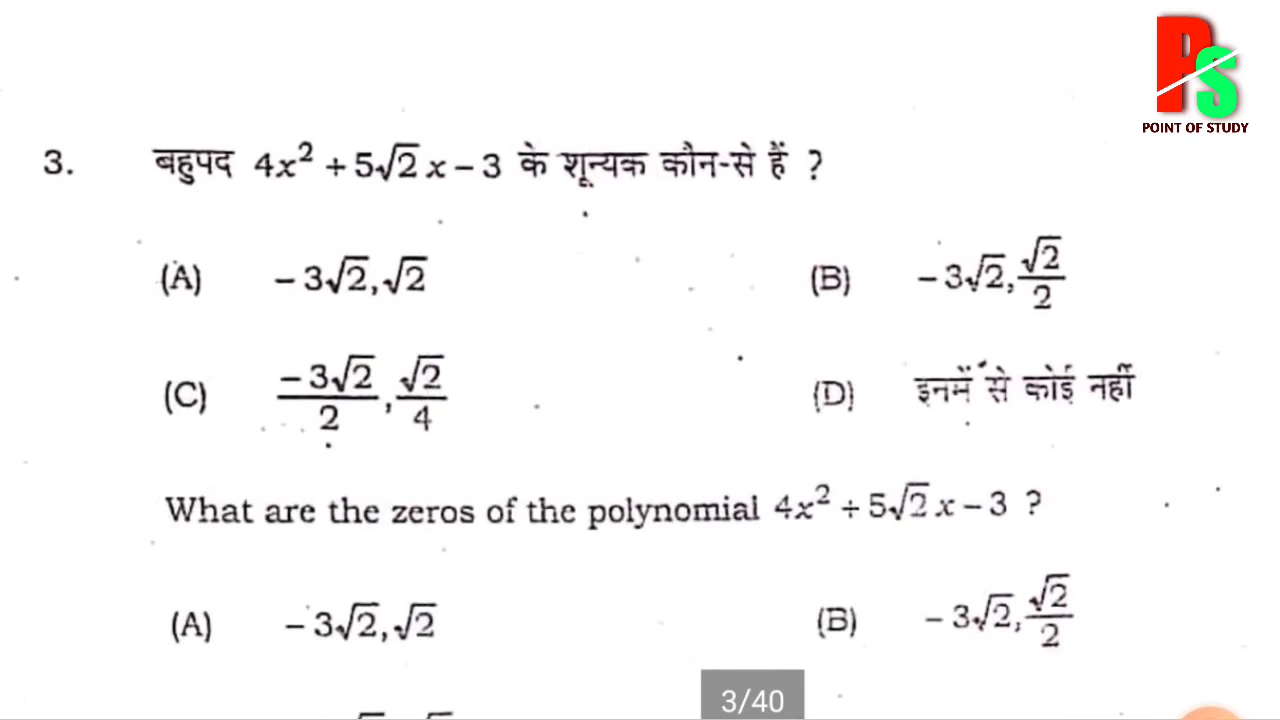 PS
POINT OF STUDY
3. बहुपद 4x² + 5√2 x – 3 के शून्यक कौन-से हैं ?
(A) – 3√2, √2 (B) – 3√2, √2/2
(C) – 3√2/2, √2/4 (D) इनमें से कोई नहीं
What are the zeros of the polynomial 4x² + 5√2 x – 3 ?
(A) – 3√2, √2 (B) – 3√2, √2/2
3/40